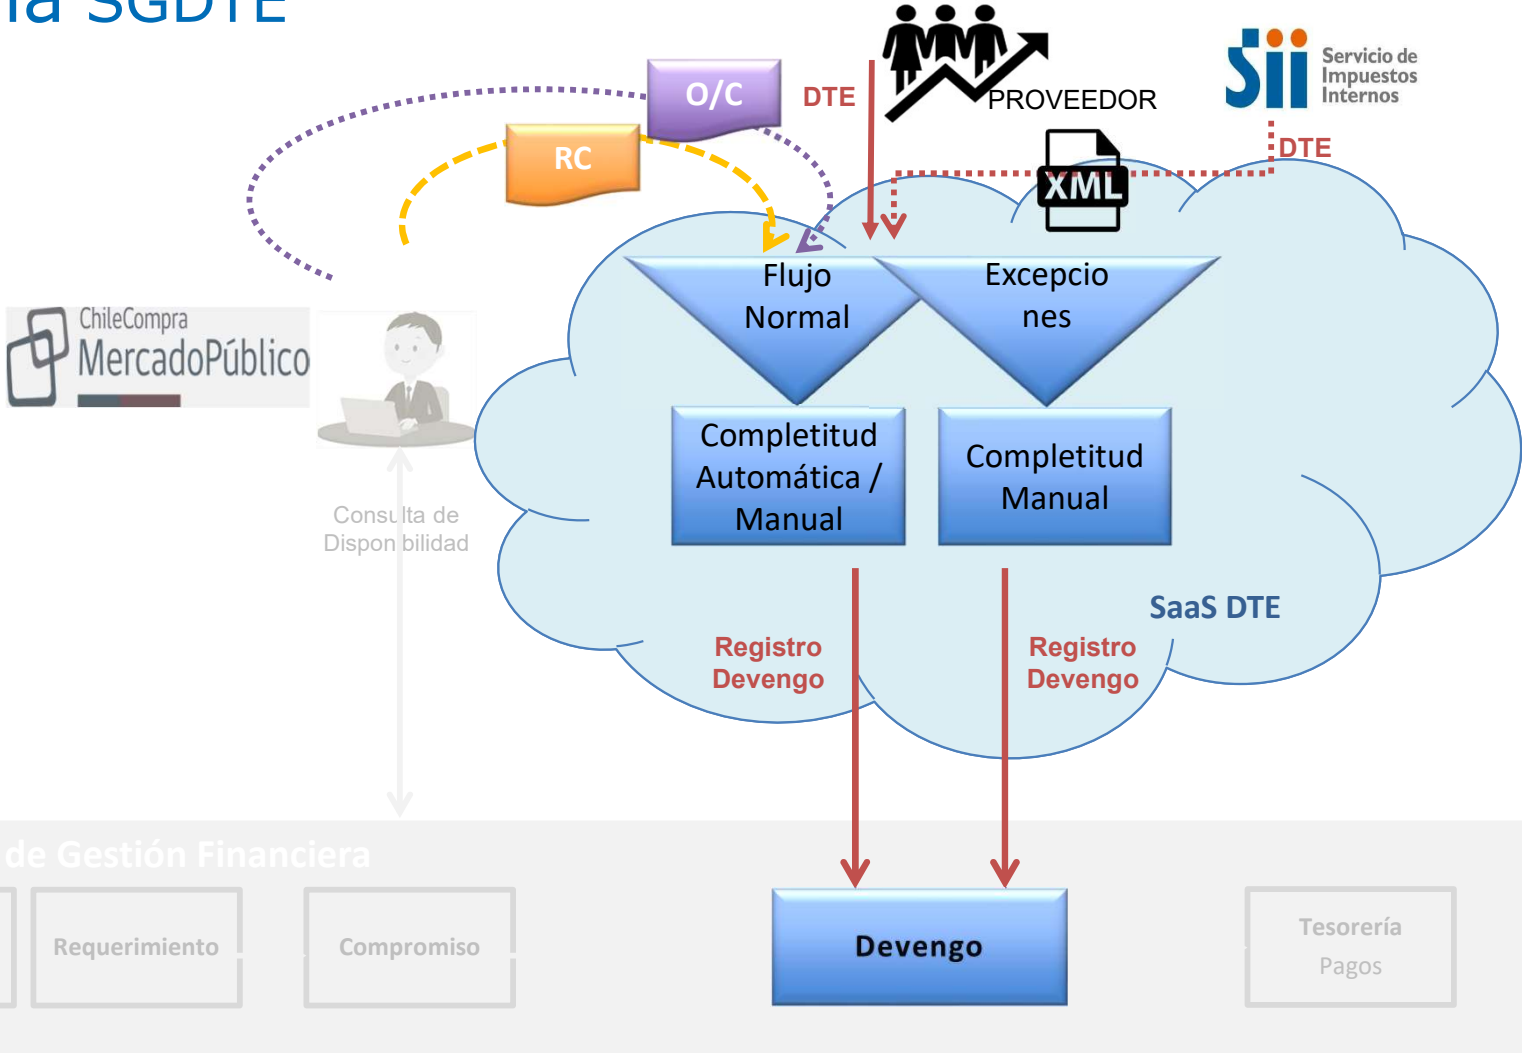 na SGDTE
O/C
DTE
PROVEEDOR
Sii
Servicio de
Impuestos
Internos
RC
DTE
XML
Flujo
Normal
Excepcio
nes
ChileCompra
MercadoPúblico
Completitud
Automática /
Manual
Completitud
Manual
Consulta de
Disponibilidad
SaaS DTE
Registro
Devengo
Registro
Devengo
de Gestión Financiera
Requerimiento
Compromiso
Devengo
Tesorería
Pagos